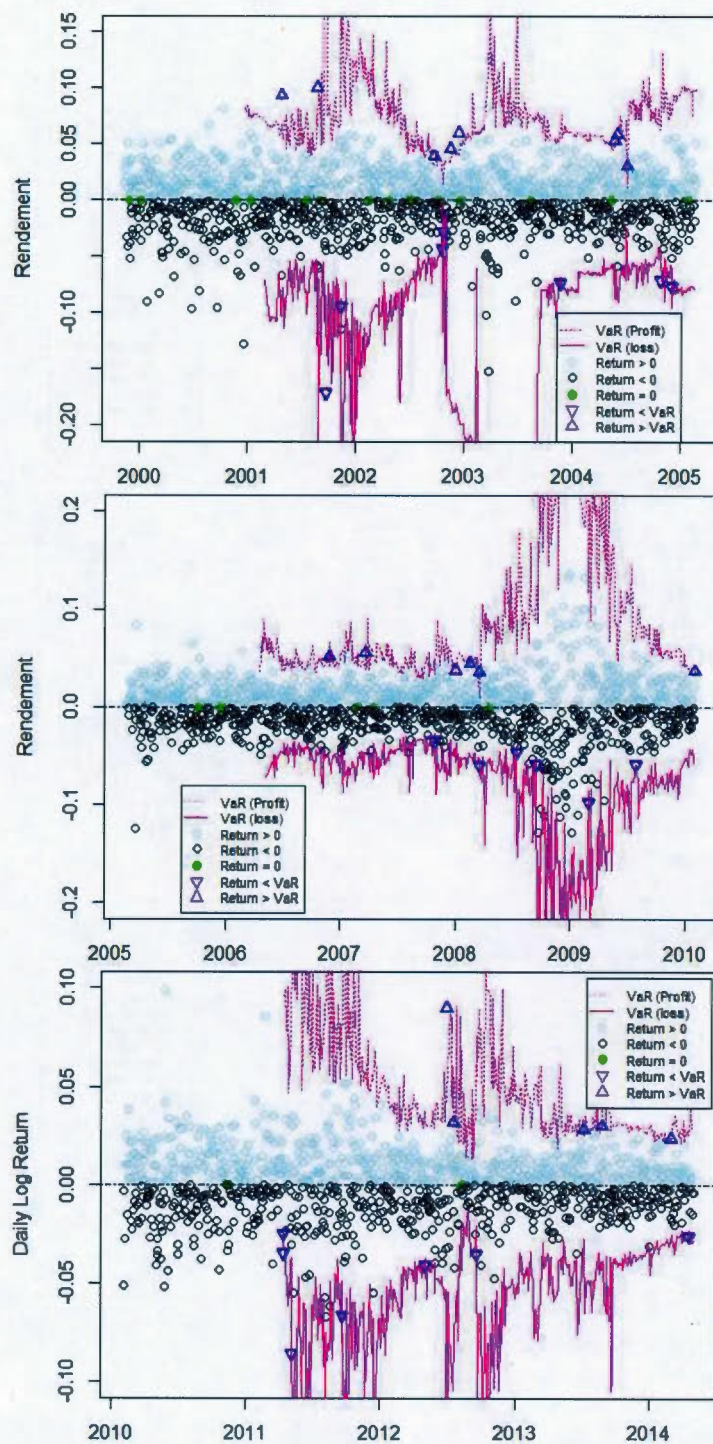 0.15
0.10
0.05
0.00
-0.10
-0.20
Rendement
VaR (Profit)
VaR (loss)
Return > 0
Return < 0
Return = 0
Return < VaR
Return > VaR
2000 2001 2002 2003 2004 2005
0.2
0.1
0.0
-0.1
-0.2
Rendement
VaR (Profit)
VaR (loss)
Return > 0
Return < 0
Return = 0
Return < VaR
Return > VaR
2005 2006 2007 2008 2009 2010
0.10
0.05
0.00
-0.05
-0.10
Daily Log Return
VaR (Profit)
VaR (loss)
Return > 0
Return < 0
Return = 0
Return < VaR
Return > VaR
2010 2011 2012 2013 2014